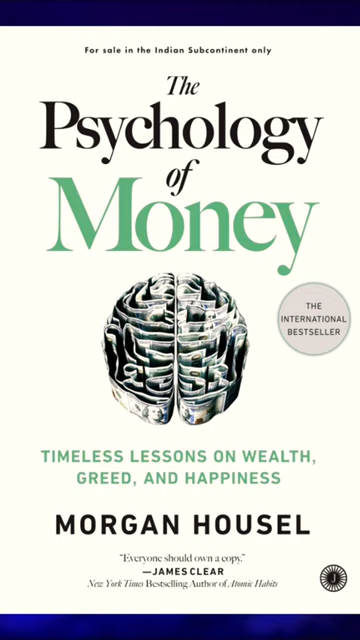 For sale in the Indian Subcontinent only
The
Psychology
of
Money
THE
INTERNATIONAL
BESTSELLER
TIMELESS LESSONS ON WEALTH,
GREED, AND HAPPINESS
MORGAN HOUSEL
“Everyone should own a copy.”
—JAMES CLEAR
New York Times Bestselling Author of Atomic Habits
J